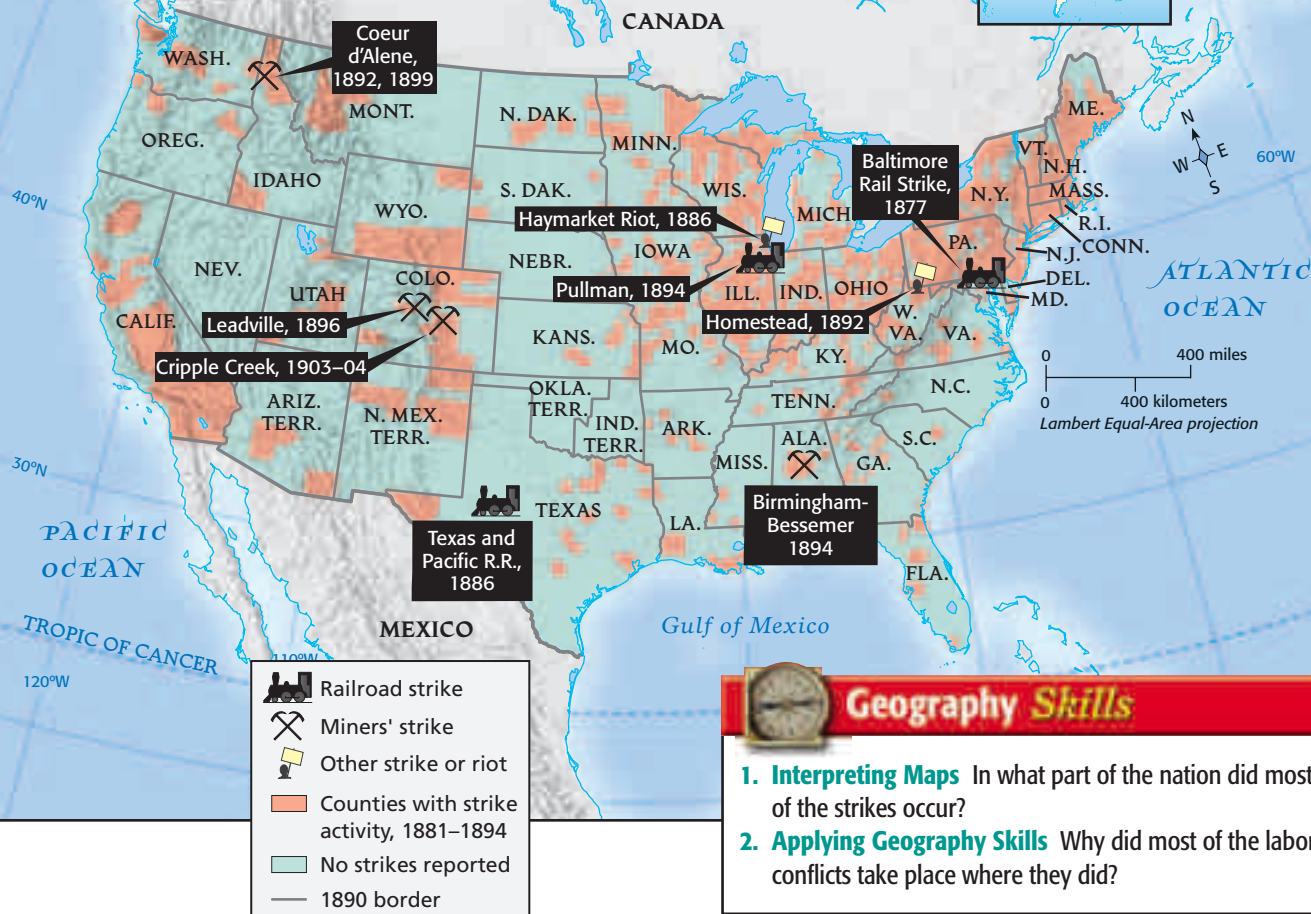 CANADA
Coeur
d'Alene,
1892, 1899
WASH.
MONT.
OREG.
IDAHO
WYO.
N. DAK.
S. DAK.
MINN.
WIS.
MICH.
Baltimore
Rail Strike,
1877
ME.
VT.
N.H.
N.Y.
MASS.
R.I.
CONN.
N
W
E
S
60°W
40°N
Haymarket Riot, 1886
PA.
N.J.
DEL.
MD.
ATLANTIC
OCEAN
NEV.
UTAH
COLO.
NEBR.
IOWA
Pullman, 1894
ILL.
IND.
OHIO
Homestead, 1892
W.
VA.
VA.
CALIF.
Leadville, 1896
Cripple Creek, 1903–04
KANS.
MO.
KY.
0
400 miles
0
400 kilometers
Lambert Equal-Area projection
N.C.
TENN.
ARIZ.
TERR.
N. MEX.
TERR.
OKLA.
TERR.
IND.
TERR.
ARK.
S.C.
ALA.
MISS.
GA.
30°N
PACIFIC
OCEAN
TEXAS
LA.
Birmingham-
Bessemer
1894
Texas and
Pacific R.R.,
1886
FLA.
MEXICO
Gulf of Mexico
TROPIC OF CANCER
120°W
110°W
Railroad strike
Miners' strike
Other strike or riot
Counties with strike
activity, 1881–1894
No strikes reported
1890 border
Geography Skills
1. Interpreting Maps In what part of the nation did most
of the strikes occur?
2. Applying Geography Skills Why did most of the labor
conflicts take place where they did?